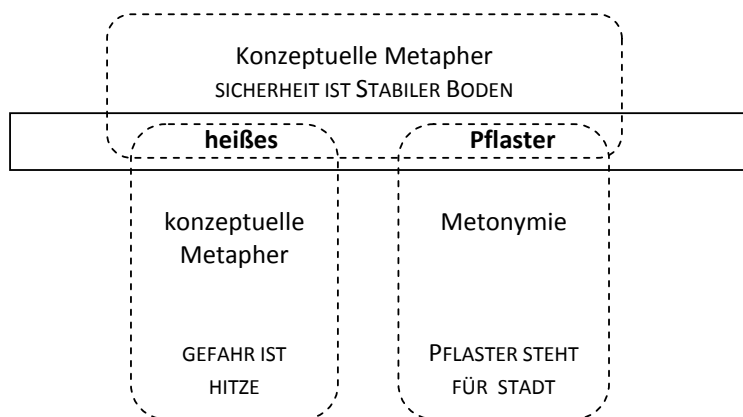 Konzeptuelle Metapher
SICHERHEIT IST STABILER BODEN
heißes Pflaster
konzeptuelle
Metapher
Metonymie
GEFAHR IST
HITZE
PFLASTER STEHT
FÜR STADT